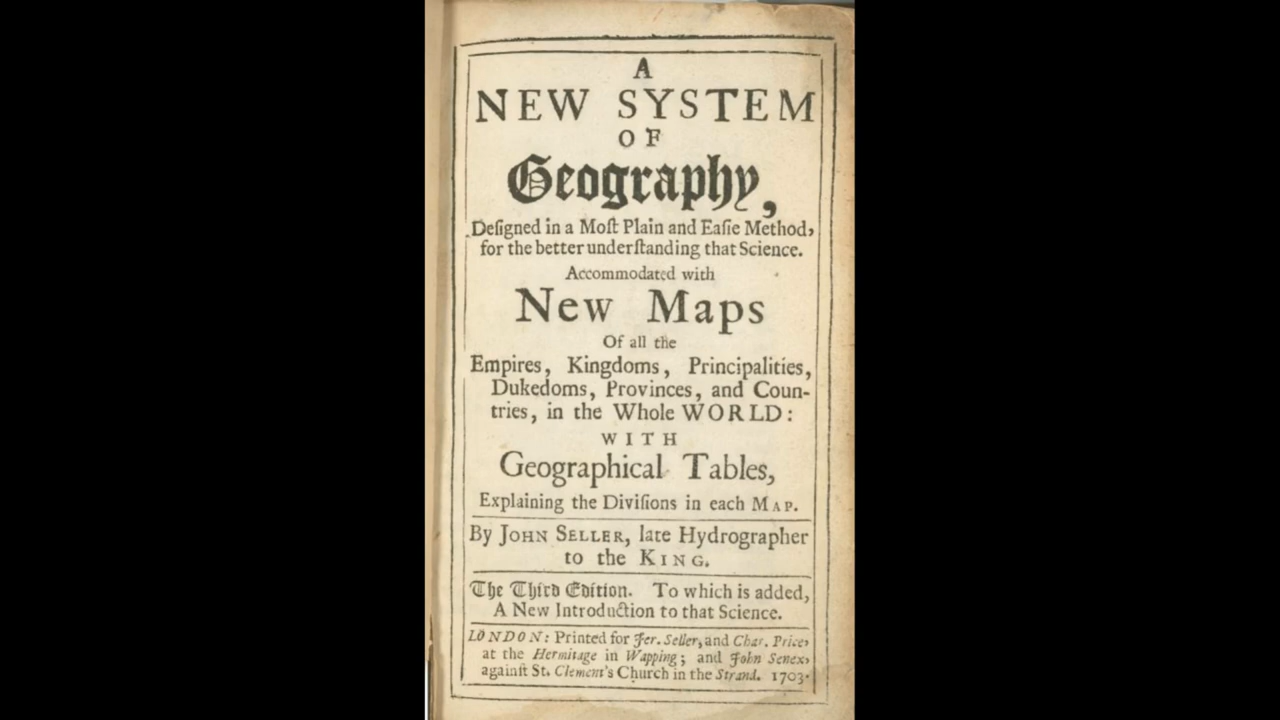 A
NEW SYSTEM
OF
Geography,
Deſigned in a Moſt Plain and Eaſie Method,
for the better underſtanding that Science.
Accommodated with
New Maps
Of all the
Empires, Kingdoms, Principalities,
Dukedoms, Provinces, and Coun-
tries, in the Whole WORLD:
WITH
Geographical Tables,
Explaining the Diviſions in each MAP.
By JOHN SELLER, late Hydrographer
to the KING.
The Third Edition. To which is added,
A New Introduction to that Science.
LONDON: Printed for Jer. Seller, and Char. Price,
at the Hermitage in Wapping; and John Senex,
againſt St. Clement's Church in the Strand. 1703.